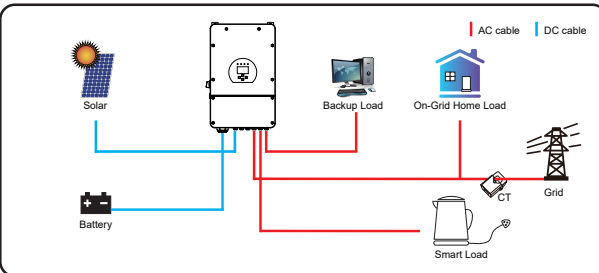 AC cable
DC cable
Solar
Backup Load
On-Grid Home Load
Battery
CT
Grid
Smart Load